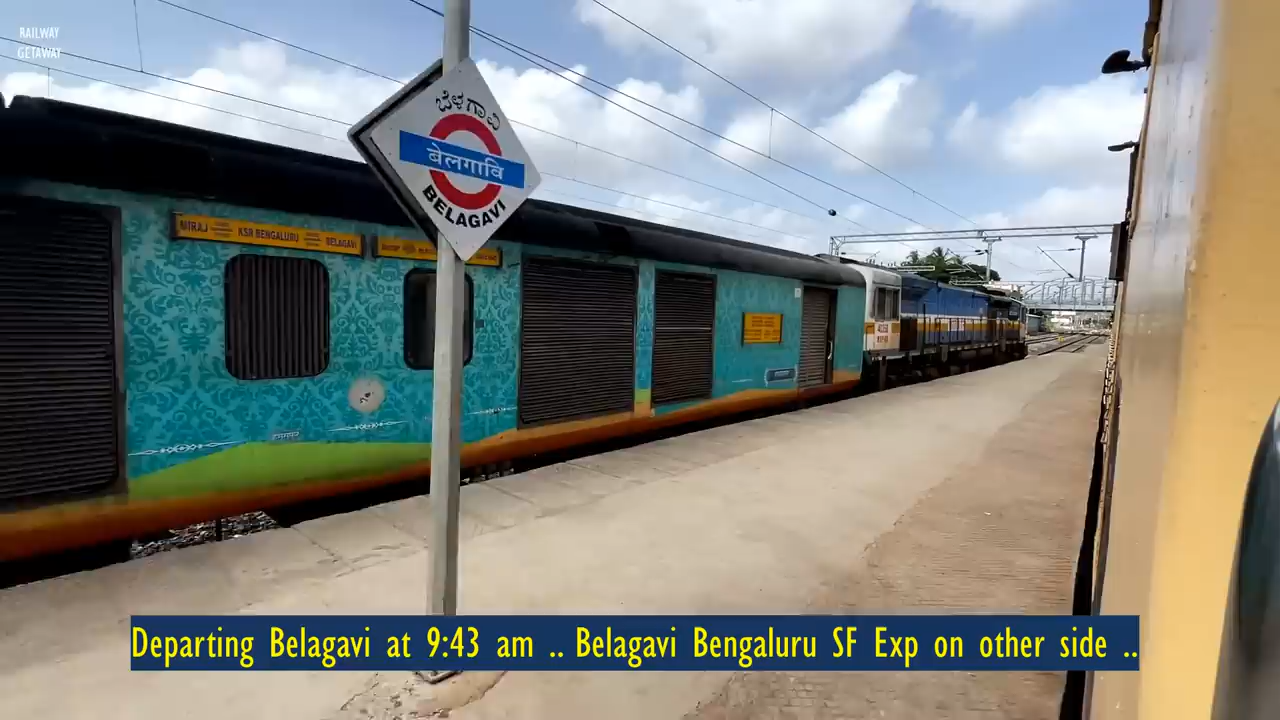 RAILWAY
GETAWAY
ಬೆಳಗಾವಿ
बेलगावि
BELAGAVI
MIRAJ KSR BENGALURU BELAGAVI
Departing Belagavi at 9:43 am .. Belagavi Bengaluru SF Exp on other side ..